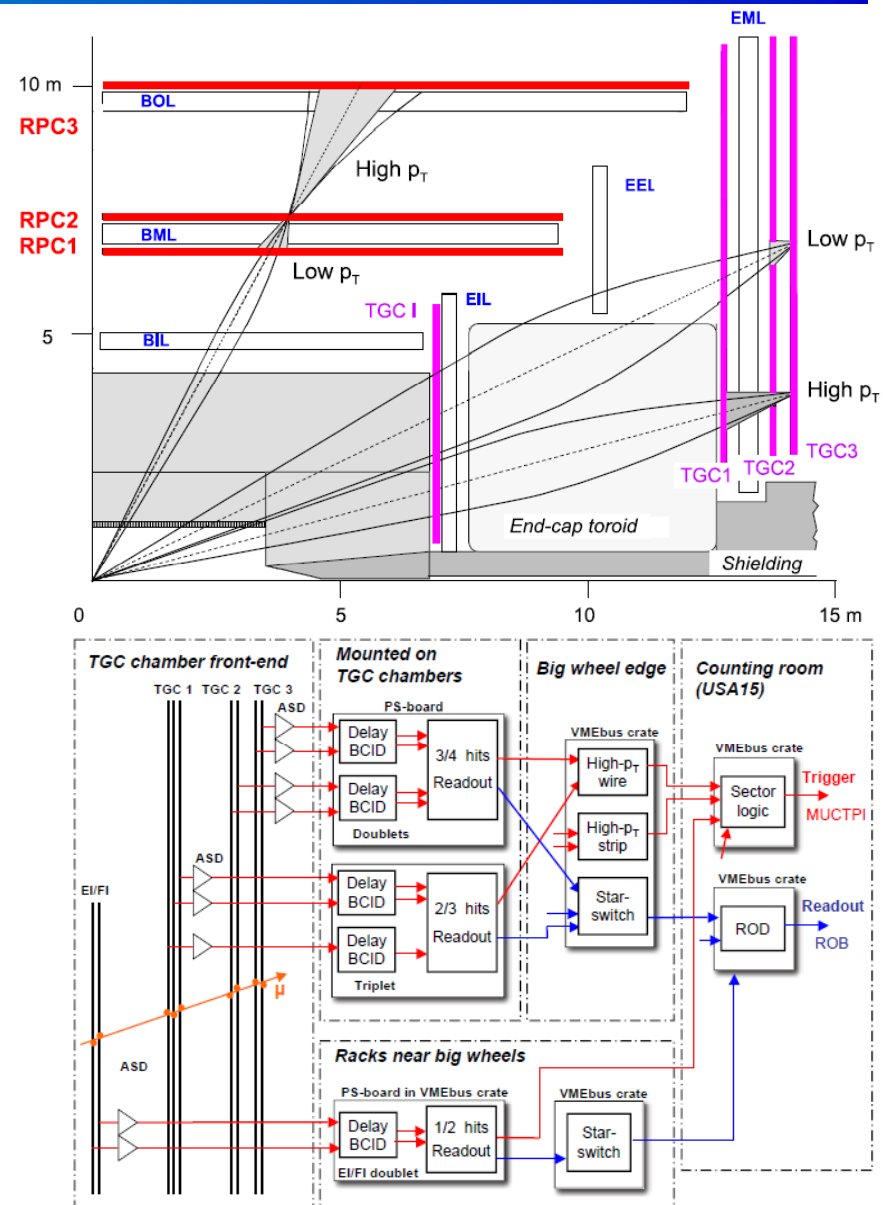 EML
10 m
BOL
RPC3
High pT
EEL
RPC2
BML
RPC1
Low pT
Low pT
TGC I
EIL
5
BIL
High pT
TGC3
TGC1
TGC2
End-cap toroid
Shielding
0
5
10
15 m
TGC chamber front-end
TGC 1
TGC 2
TGC 3
ASD
ASD
EI/FI
μ
ASD
Mounted on
TGC chambers
PS-board
Delay
BCID
3/4 hits
Readout
Delay
BCID
Doublets
Delay
BCID
2/3 hits
Readout
Delay
BCID
Triplet
Big wheel edge
VMEbus crate
High-pT
wire
High-pT
strip
Star-
switch
Counting room
(USA15)
VMEbus crate
Sector
logic
Trigger
MUCTPI
VMEbus crate
ROD
Readout
ROB
Racks near big wheels
PS-board in VMEbus crate
Delay
BCID
1/2 hits
Readout
EI/FI doublet
VMEbus crate
Star-
switch